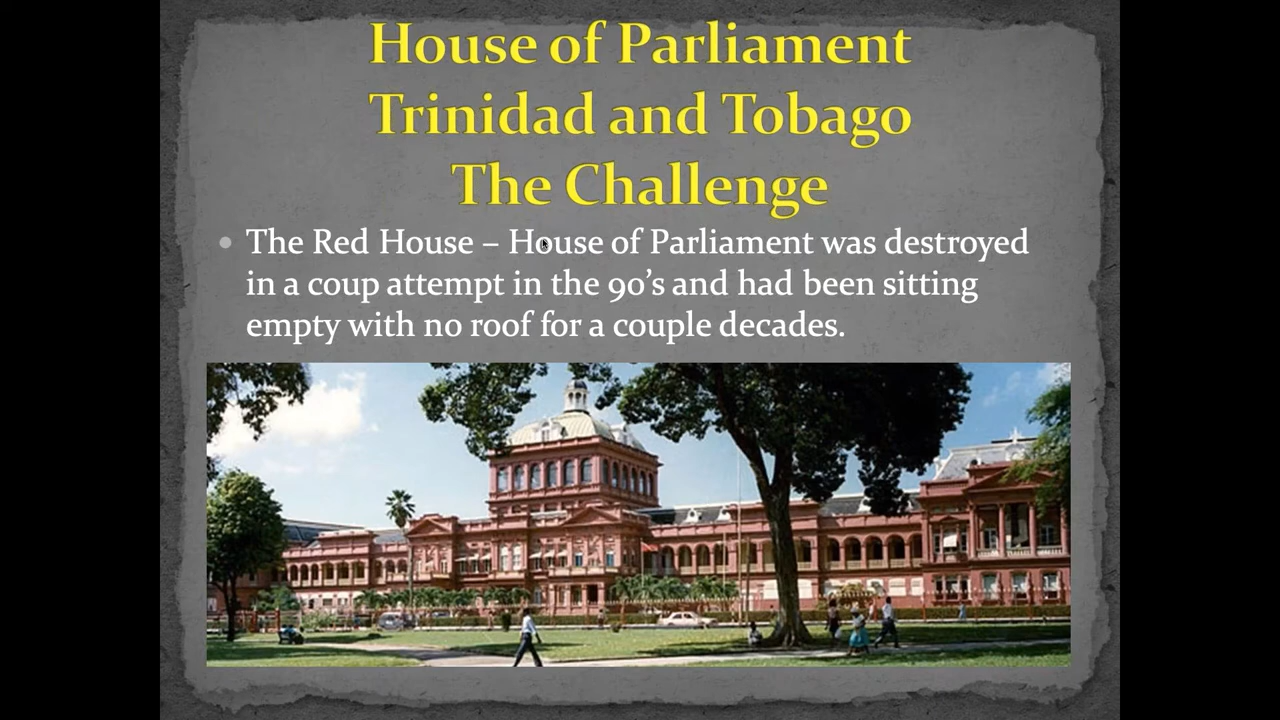 House of Parliament
Trinidad and Tobago
The Challenge
The Red House – House of Parliament was destroyed
in a coup attempt in the 90’s and had been sitting
empty with no roof for a couple decades.